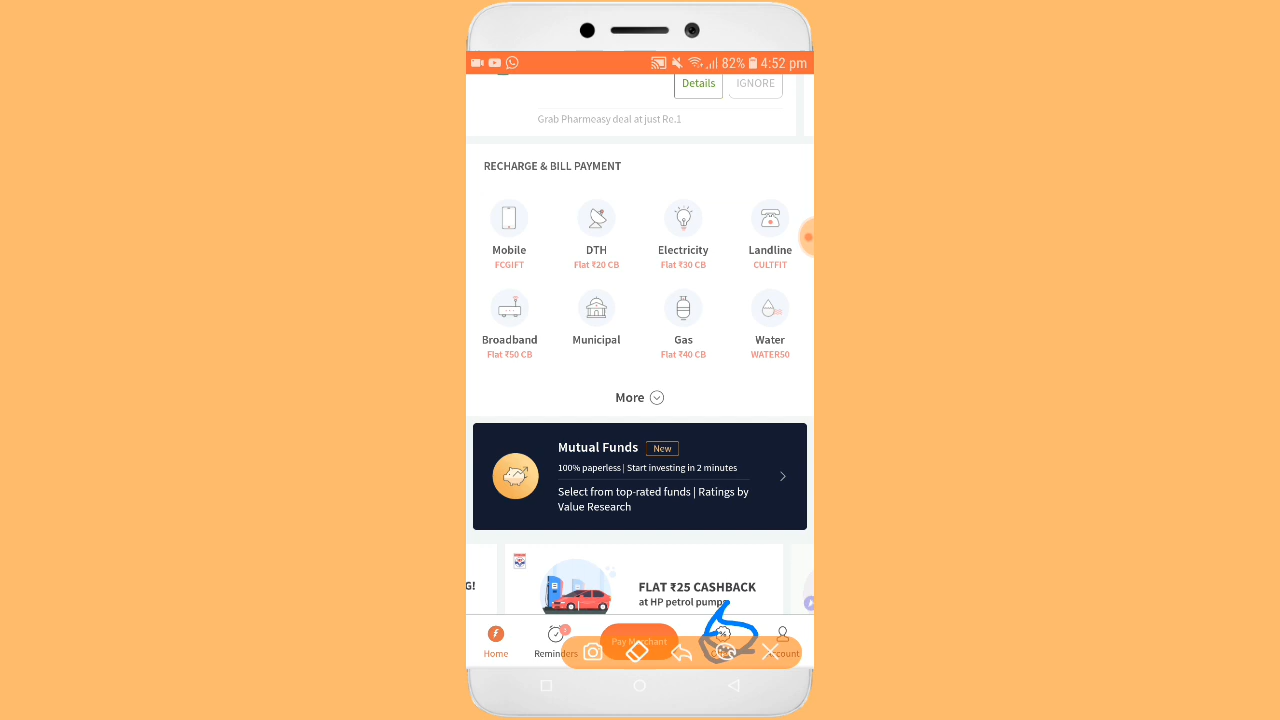 82% 4:52 pm
Details IGNORE
Grab Pharmeasy deal at just Re.1
RECHARGE & BILL PAYMENT
Mobile DTH Electricity Landline
FCGIFT Flat ₹20 CB Flat ₹30 CB CULTFIT
Broadband Municipal Gas Water
Flat ₹50 CB Flat ₹40 CB WATER50
More
Mutual Funds New
100% paperless | Start investing in 2 minutes
Select from top-rated funds | Ratings by
Value Research
G!
FLAT ₹25 CASHBACK
at HP petrol pumps
Pay Merchant
Home Reminders Account